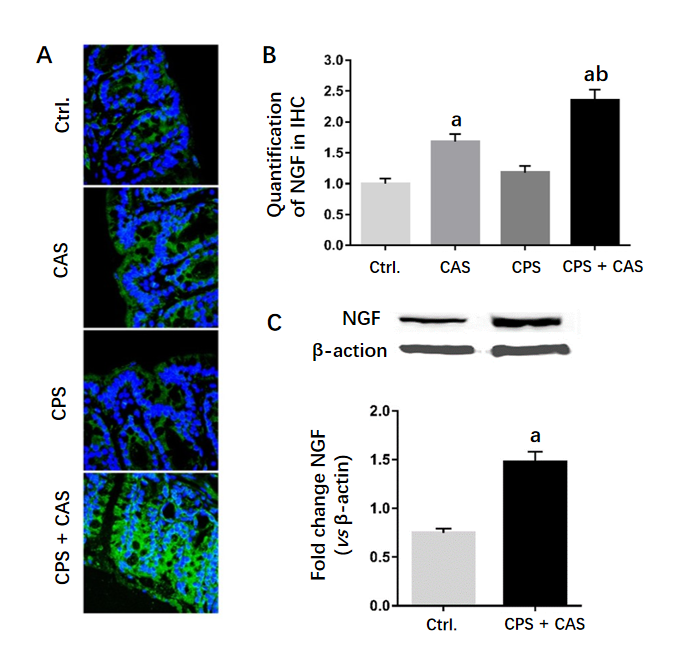 A
Ctrl.
CAS
CPS
CPS + CAS
B
Quantification
of NGF in IHC
3.0
2.5
2.0
1.5
1.0
0.5
0.0
a
ab
Ctrl.
CAS
CPS
CPS + CAS
C
NGF
β-action
Fold change NGF
(vs β-actin)
2.0
1.5
1.0
0.5
0.0
a
Ctrl.
CPS + CAS